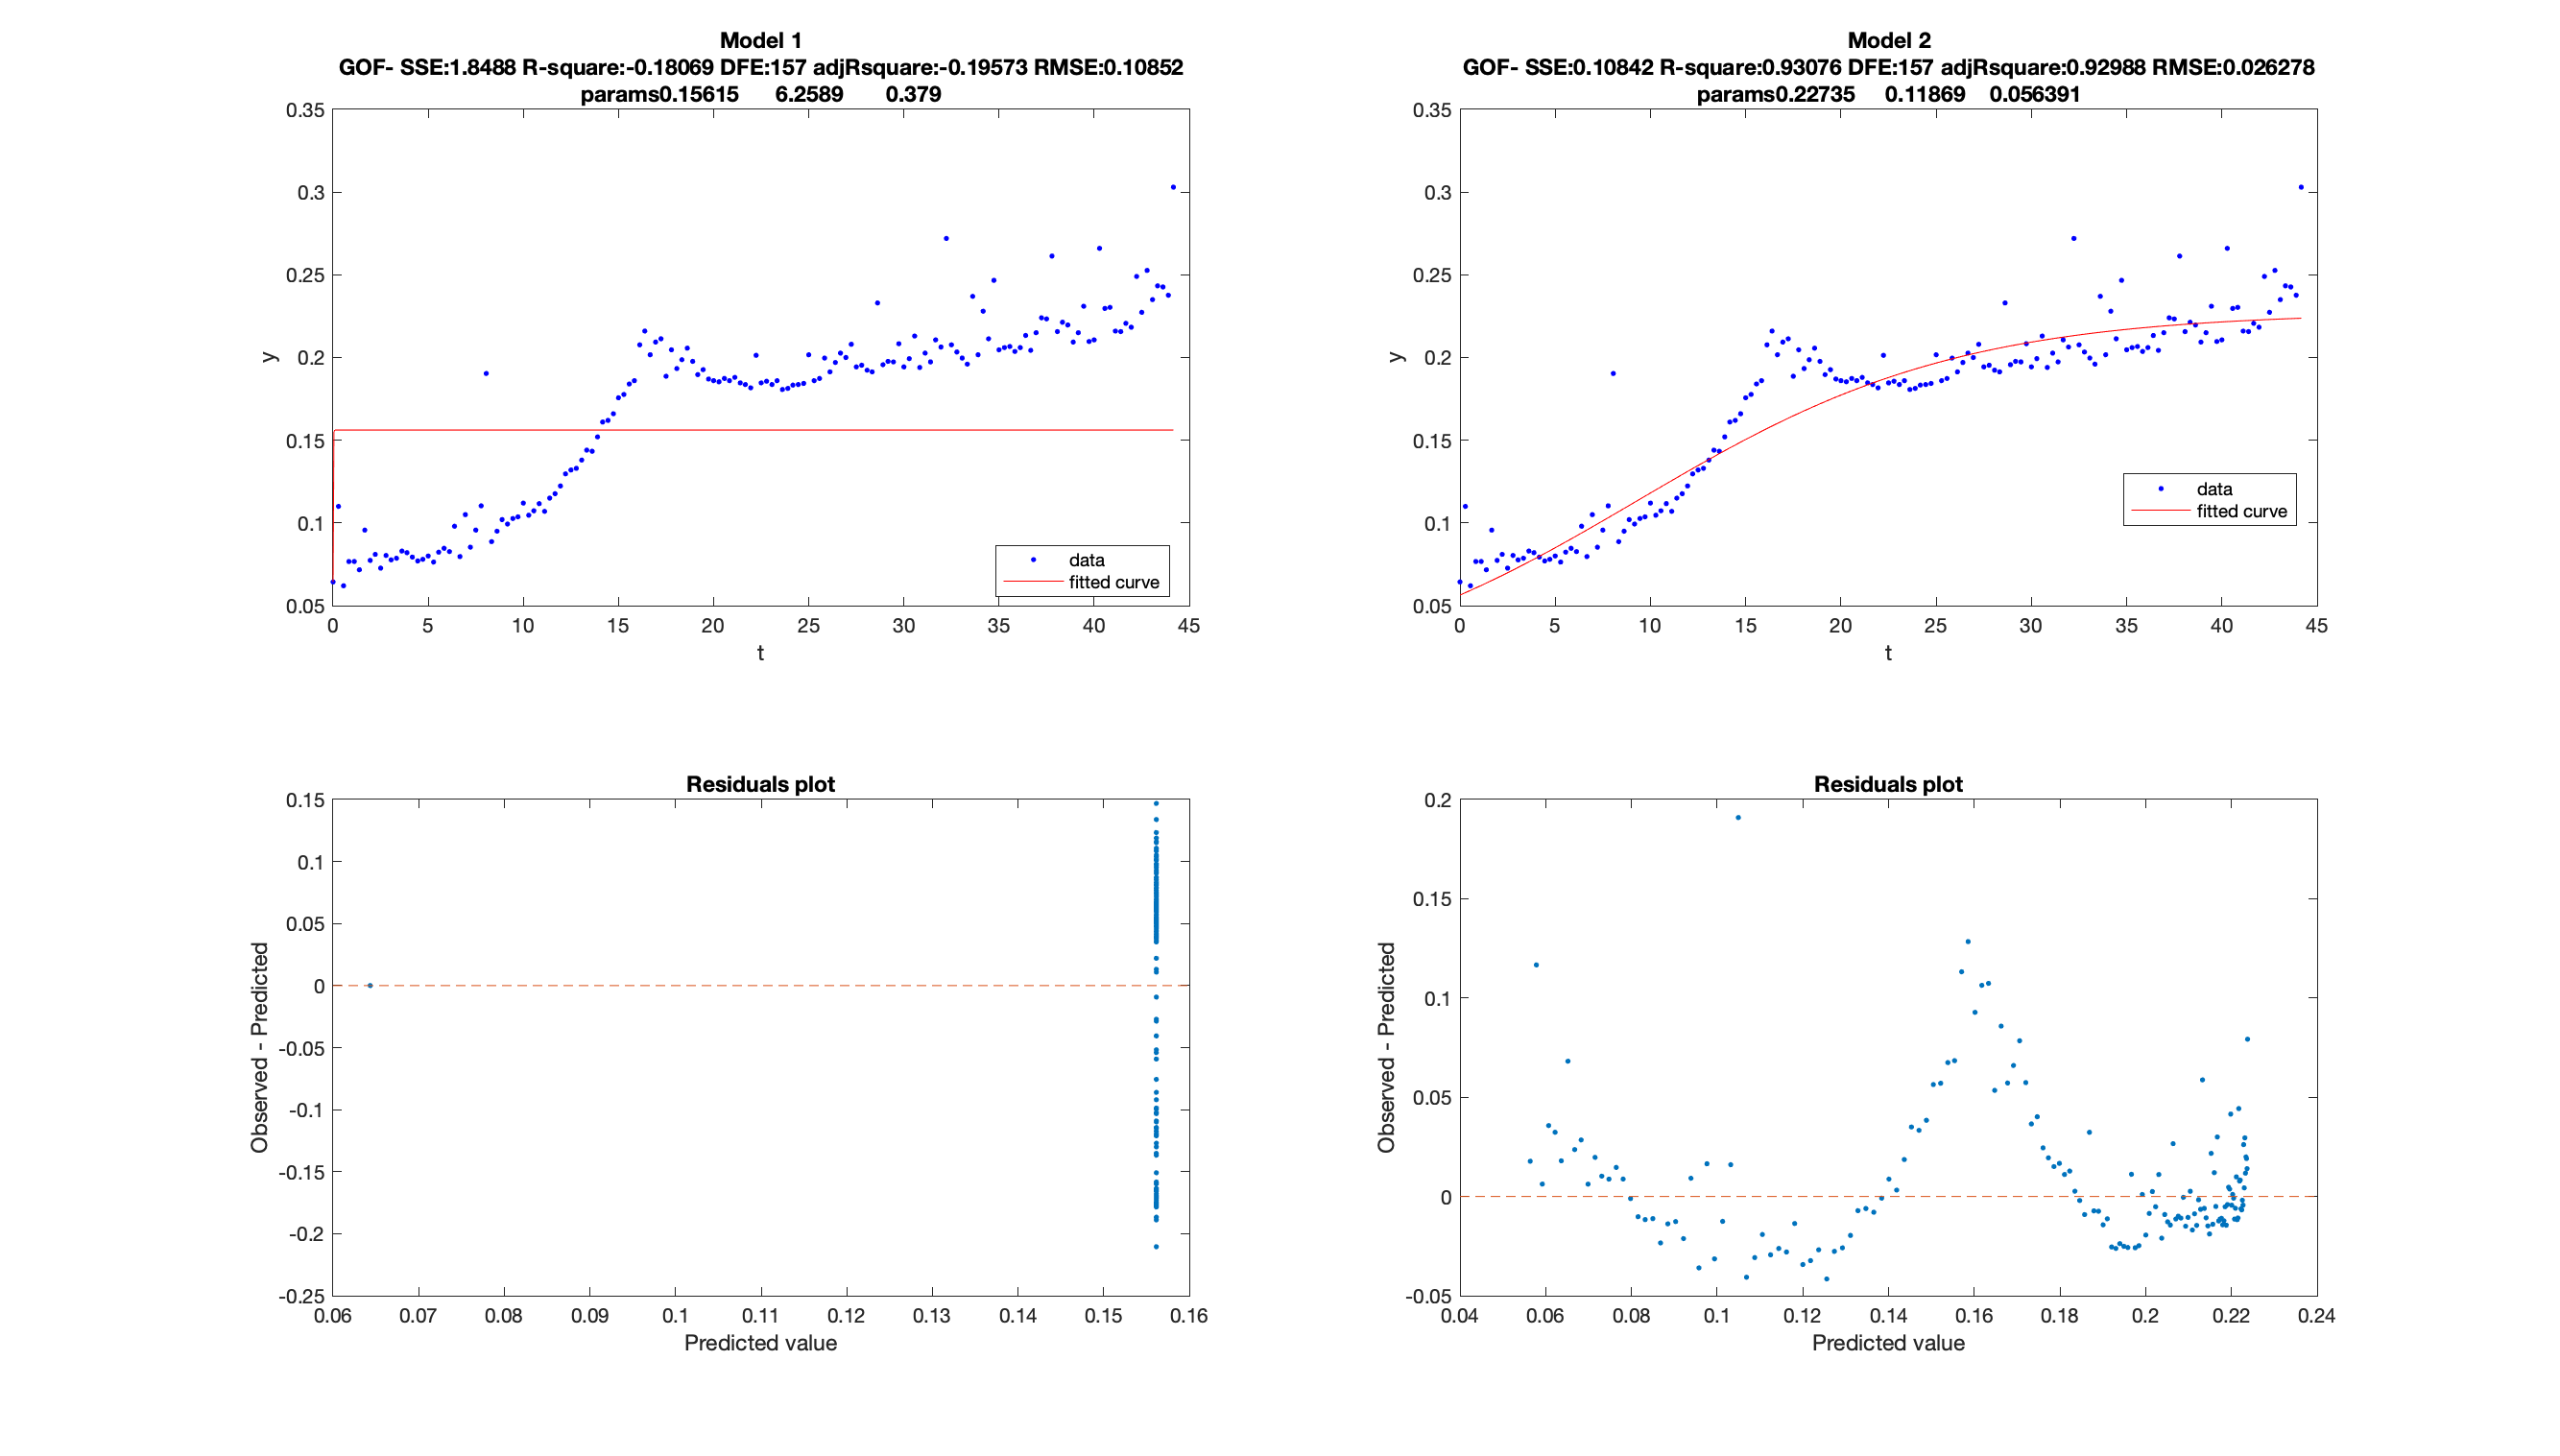 Model 1
GOF- SSE:1.8488 R-square:-0.18069 DFE:157 adjRsquare:-0.19573 RMSE:0.10852
params0.15615 6.2589 0.379
0.35
0.3
0.25
0.2
0.15
0.1
0.05
y
data
fitted curve
0 5 10 15 20 25 30 35 40 45
t
Model 2
GOF- SSE:0.10842 R-square:0.93076 DFE:157 adjRsquare:0.92988 RMSE:0.026278
params0.22735 0.11869 0.056391
0.35
0.3
0.25
0.2
0.15
0.1
0.05
y
data
fitted curve
0 5 10 15 20 25 30 35 40 45
t
Residuals plot
0.15
0.1
0.05
0
-0.05
-0.1
-0.15
-0.2
-0.25
Observed - Predicted
0.06 0.07 0.08 0.09 0.1 0.11 0.12 0.13 0.14 0.15 0.16
Predicted value
Residuals plot
0.2
0.15
0.1
0.05
0
-0.05
Observed - Predicted
0.04 0.06 0.08 0.1 0.12 0.14 0.16 0.18 0.2 0.22 0.24
Predicted value